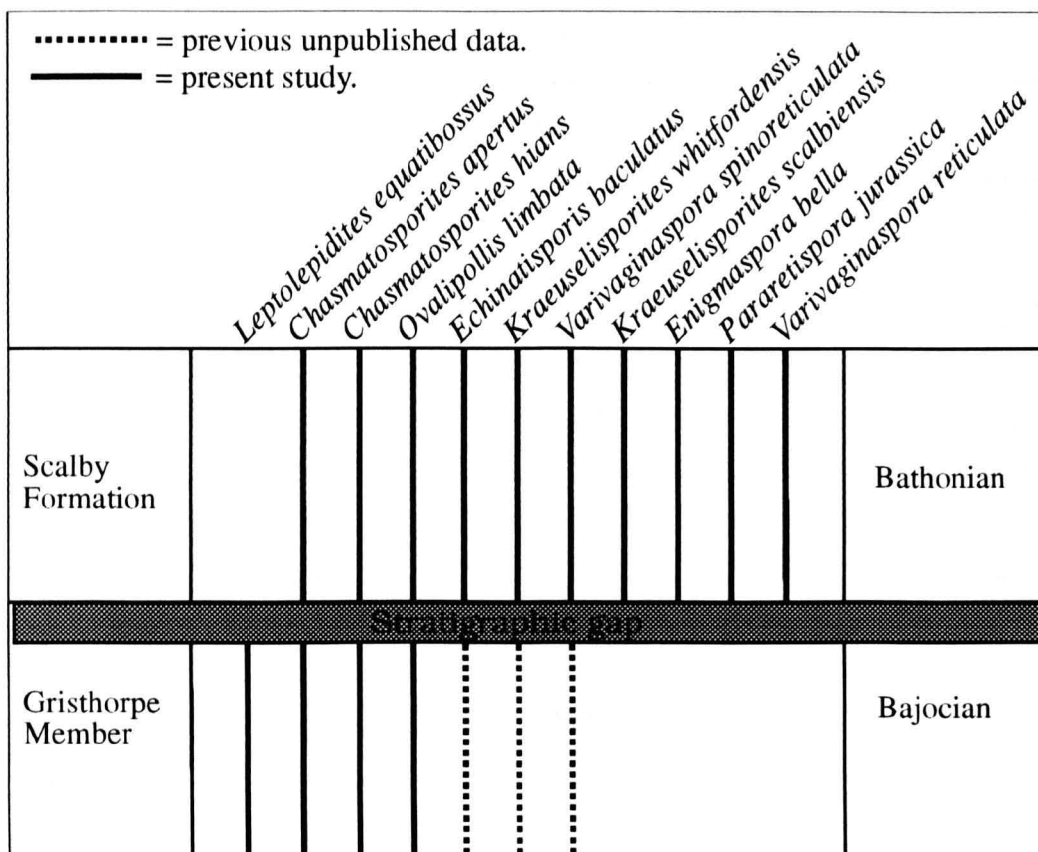 = previous unpublished data.
= present study.
Leptolepidites equatibossus
Chasmatosporites apertus
Chasmatosporites hians
Ovalipollis limbata
Echinatisporis baculatus
Kraeuselisporites whitfordensis
Varivaginaspora spinoreticulata
Kraeuselisporites scalbiensis
Enigmaspora bella
Pararetispora jurassica
Varivaginaspora reticulata
Scalby
Formation
Bathonian
Stratigraphic gap
Gristhorpe
Member
Bajocian